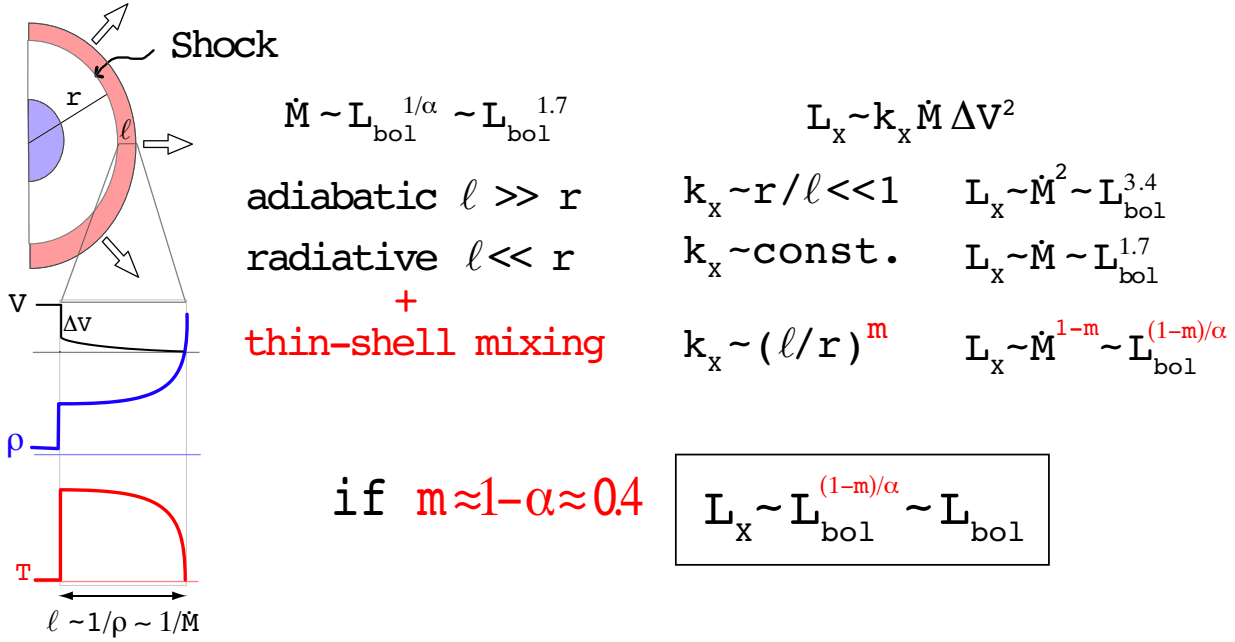 Shock
r
ℓ
Ṁ ~ L_bol^1/α ~ L_bol^1.7
L_x ~ k_x Ṁ ΔV²
adiabatic ℓ >> r
k_x ~ r/ℓ <<1
L_x ~ Ṁ² ~ L_bol^3.4
radiative ℓ << r
k_x ~ const.
L_x ~ Ṁ ~ L_bol^1.7
+
thin-shell mixing
k_x ~ (ℓ/r)^m
L_x ~ Ṁ^1-m ~ L_bol^(1-m)/α
V
ΔV
ρ
if m ≈ 1-α ≈ 0.4
L_x ~ L_bol^(1-m)/α ~ L_bol
T
ℓ ~ 1/ρ ~ 1/Ṁ